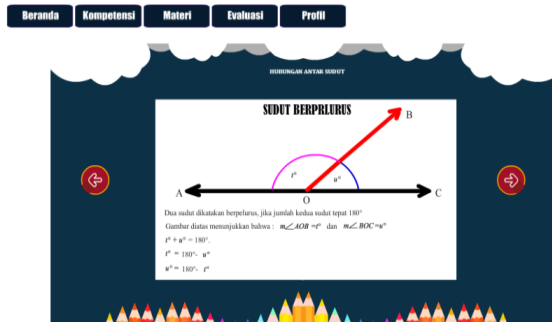 Beranda Kompetensi Materi Evaluasi Profil
HUBUNGAN ANTAR SUDUT
SUDUT BERPRLURUS
B
t° u°
A C
O
Dua sudut dikatakan berpelurus, jika jumlah kedua sudut tepat 180°
Gambar diatas menunjukkan bahwa : m∠AOB =t° dan m∠BOC=u°
t° + u° = 180°.
t° = 180°- u°
u° = 180°- t°